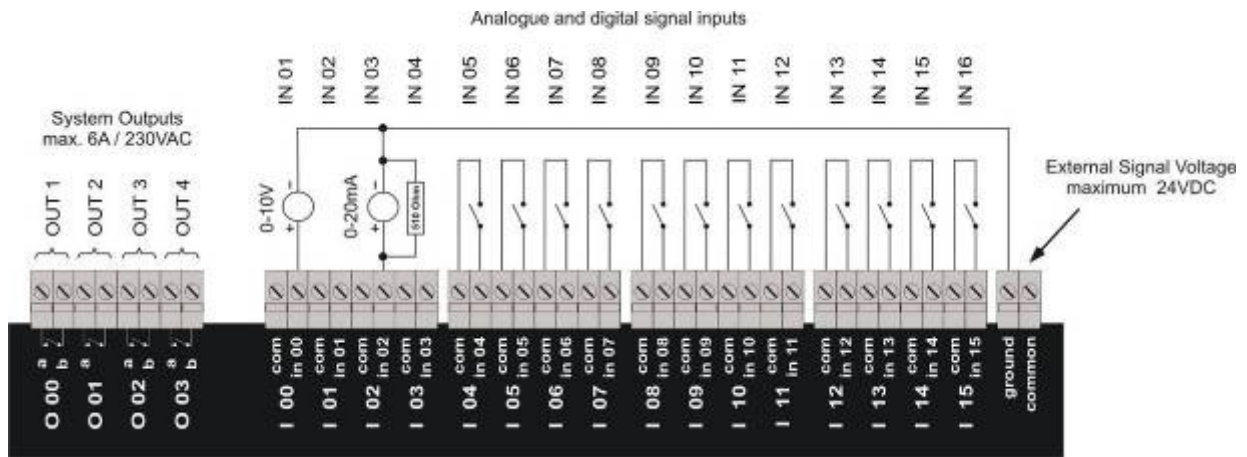 Analogue and digital signal inputs
IN 01
IN 02
IN 03
IN 04
IN 05
IN 06
IN 07
IN 08
IN 09
IN 10
IN 11
IN 12
IN 13
IN 14
IN 15
IN 16
System Outputs
max. 6A / 230VAC
OUT 1
OUT 2
OUT 3
OUT 4
0-10V
+
−
0-20mA
+
−
510 Ohm
External Signal Voltage
maximum 24VDC
a
b
O 00
a
b
O 01
a
b
O 02
a
b
O 03
com
in 00
I 00
com
in 01
I 01
com
in 02
I 02
com
in 03
I 03
com
in 04
I 04
com
in 05
I 05
com
in 06
I 06
com
in 07
I 07
com
in 08
I 08
com
in 09
I 09
com
in 10
I 10
com
in 11
I 11
com
in 12
I 12
com
in 13
I 13
com
in 14
I 14
com
in 15
I 15
ground
common